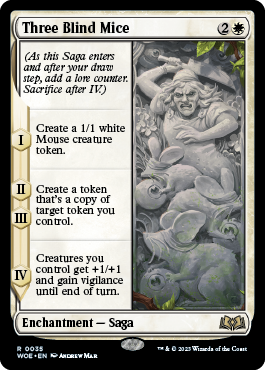 Three Blind Mice 2
(As this Saga enters
and after your draw
step, add a lore counter.
Sacrifice after IV.)
I
Create a 1/1 white
Mouse creature
token.
II
III
Create a token
that's a copy of
target token you
control.
IV
Creatures you
control get +1/+1
and gain vigilance
until end of turn.
Enchantment — Saga
R 0035
WOE • EN Andrew Mar
™ & © 2023 Wizards of the Coast